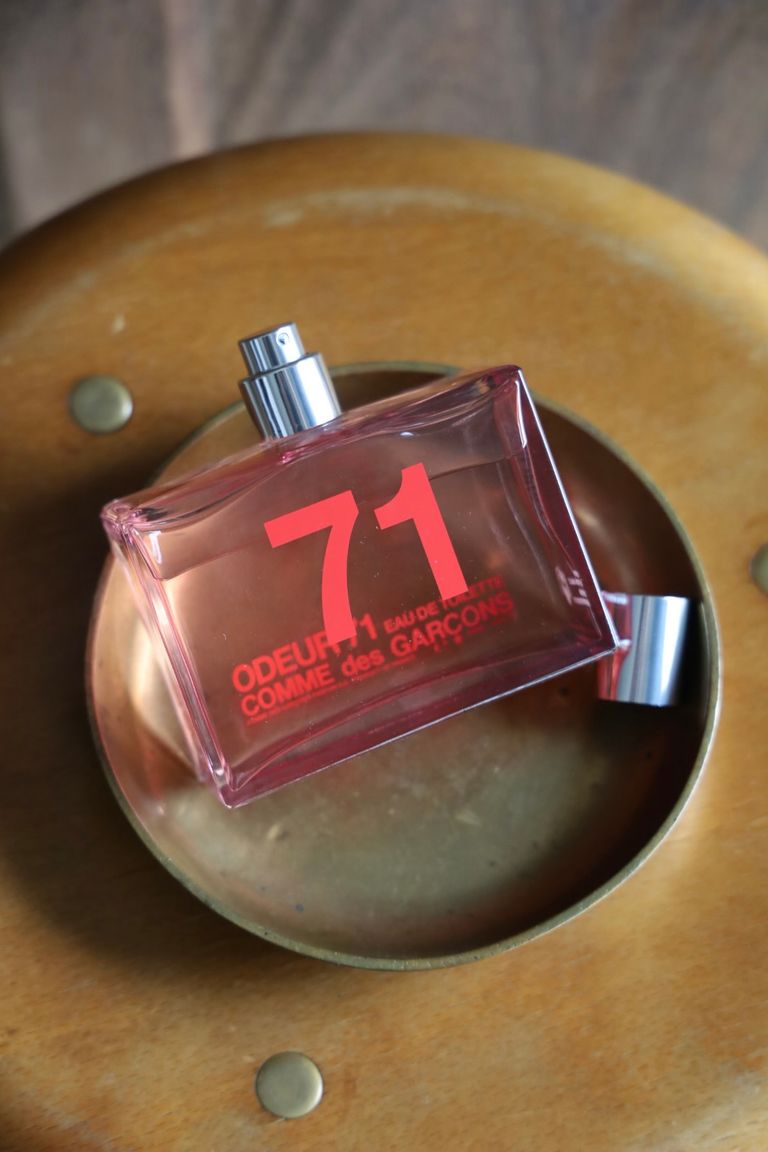 71
ODEUR 71 EAU DE TOILETTE
COMME des GARÇONS